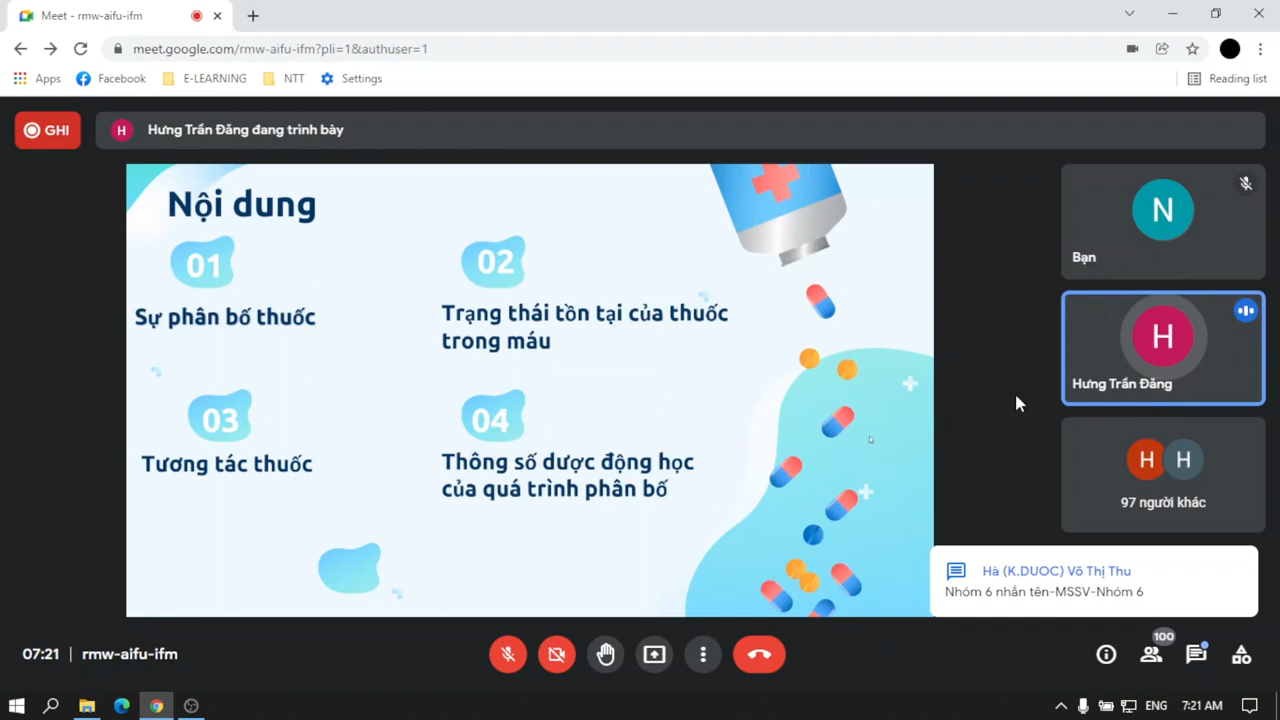 Meet - rmw-aifu-ifm
meet.google.com/rmw-aifu-ifm?pli=1&authuser=1
Apps
Facebook
E-LEARNING
NTT
Settings
Reading list
GHI
H
Hưng Trần Đăng đang trình bày
Nội dung
01
Sự phân bố thuốc
02
Trạng thái tồn tại của thuốc
trong máu
03
Tương tác thuốc
04
Thông số dược động học
của quá trình phân bố
N
Bạn
H
Hưng Trần Đăng
H
H
97 người khác
Hà (K.DUOC) Võ Thị Thu
Nhóm 6 nhắn tên-MSSV-Nhóm 6
07:21
rmw-aifu-ifm
100
ENG
7:21 AM